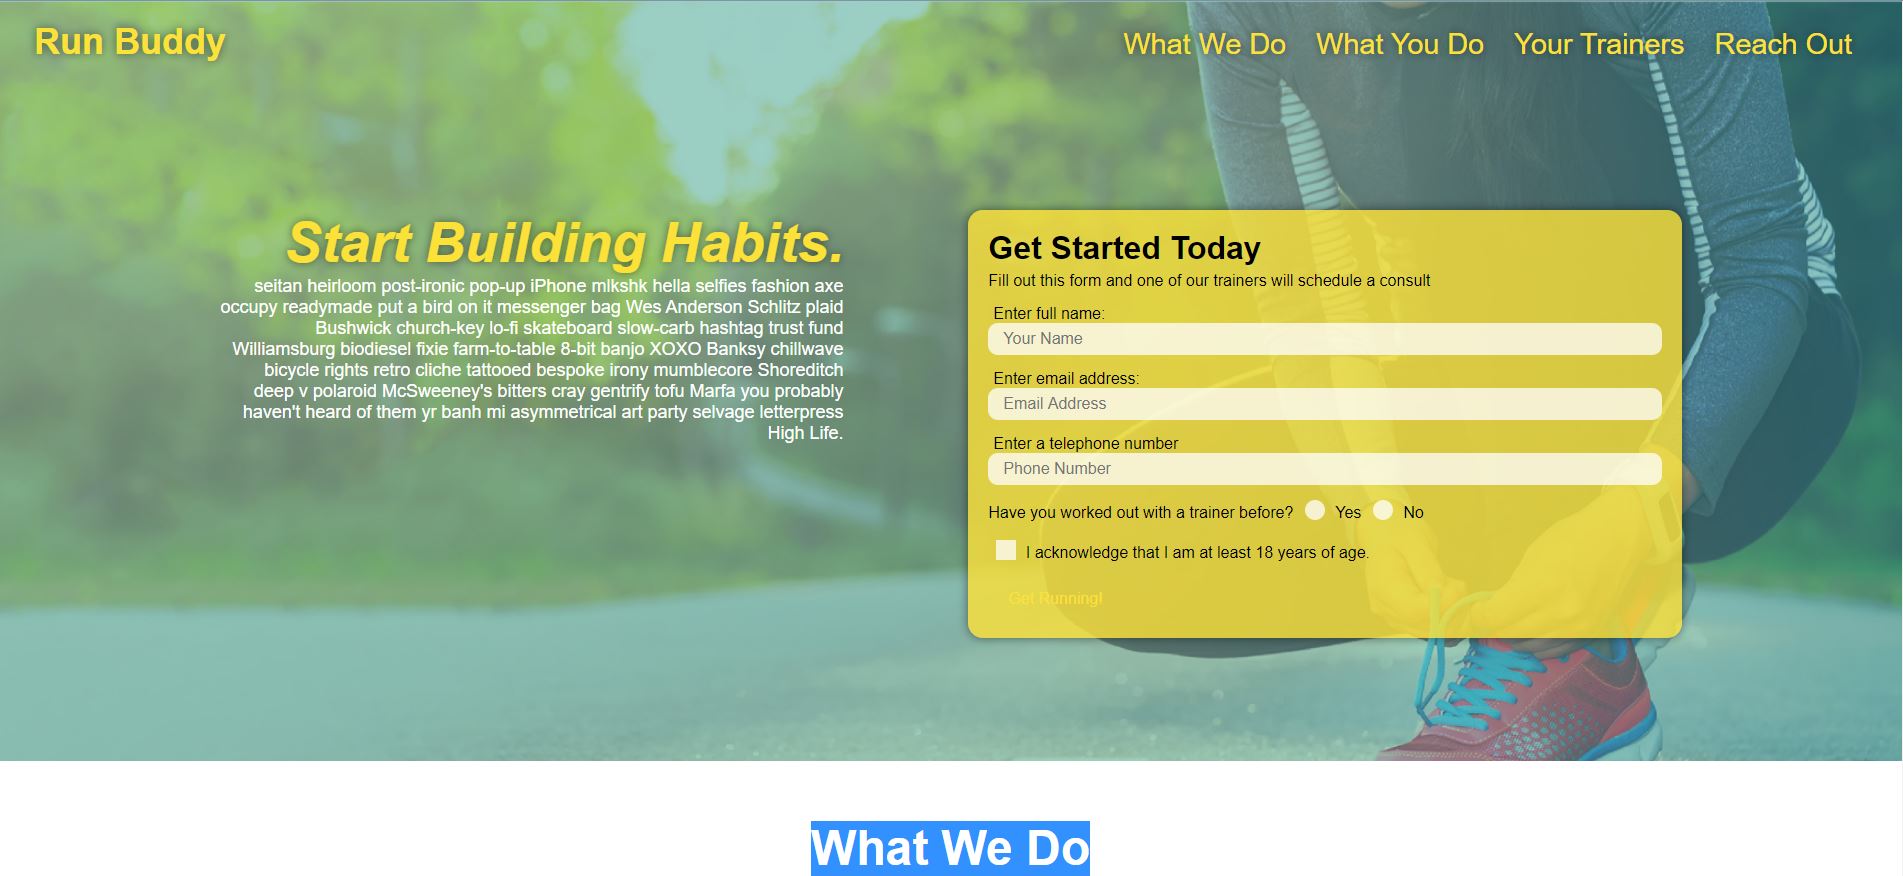 Run Buddy
What We Do What You Do Your Trainers Reach Out
Start Building Habits.
seitan heirloom post-ironic pop-up iPhone mlkshk hella selfies fashion axe
occupy readymade put a bird on it messenger bag Wes Anderson Schlitz plaid
Bushwick church-key lo-fi skateboard slow-carb hashtag trust fund
Williamsburg biodiesel fixie farm-to-table 8-bit banjo XOXO Banksy chillwave
bicycle rights retro cliche tattooed bespoke irony mumblecore Shoreditch
deep v polaroid McSweeney's bitters cray gentrify tofu Marfa you probably
haven't heard of them yr banh mi asymmetrical art party selvage letterpress
High Life.
Get Started Today
Fill out this form and one of our trainers will schedule a consult
Enter full name:
Your Name
Enter email address:
Email Address
Enter a telephone number
Phone Number
Have you worked out with a trainer before? Yes No
I acknowledge that I am at least 18 years of age.
Get Running!
What We Do